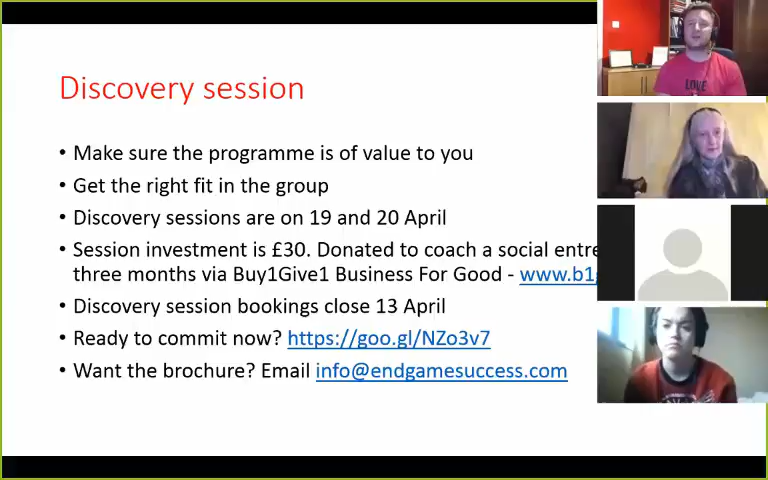 Discovery session
• Make sure the programme is of value to you
• Get the right fit in the group
• Discovery sessions are on 19 and 20 April
• Session investment is £30. Donated to coach a social entre
three months via Buy1Give1 Business For Good - www.b1g
• Discovery session bookings close 13 April
• Ready to commit now? https://goo.gl/NZo3v7
• Want the brochure? Email info@endgamesuccess.com
LOVE